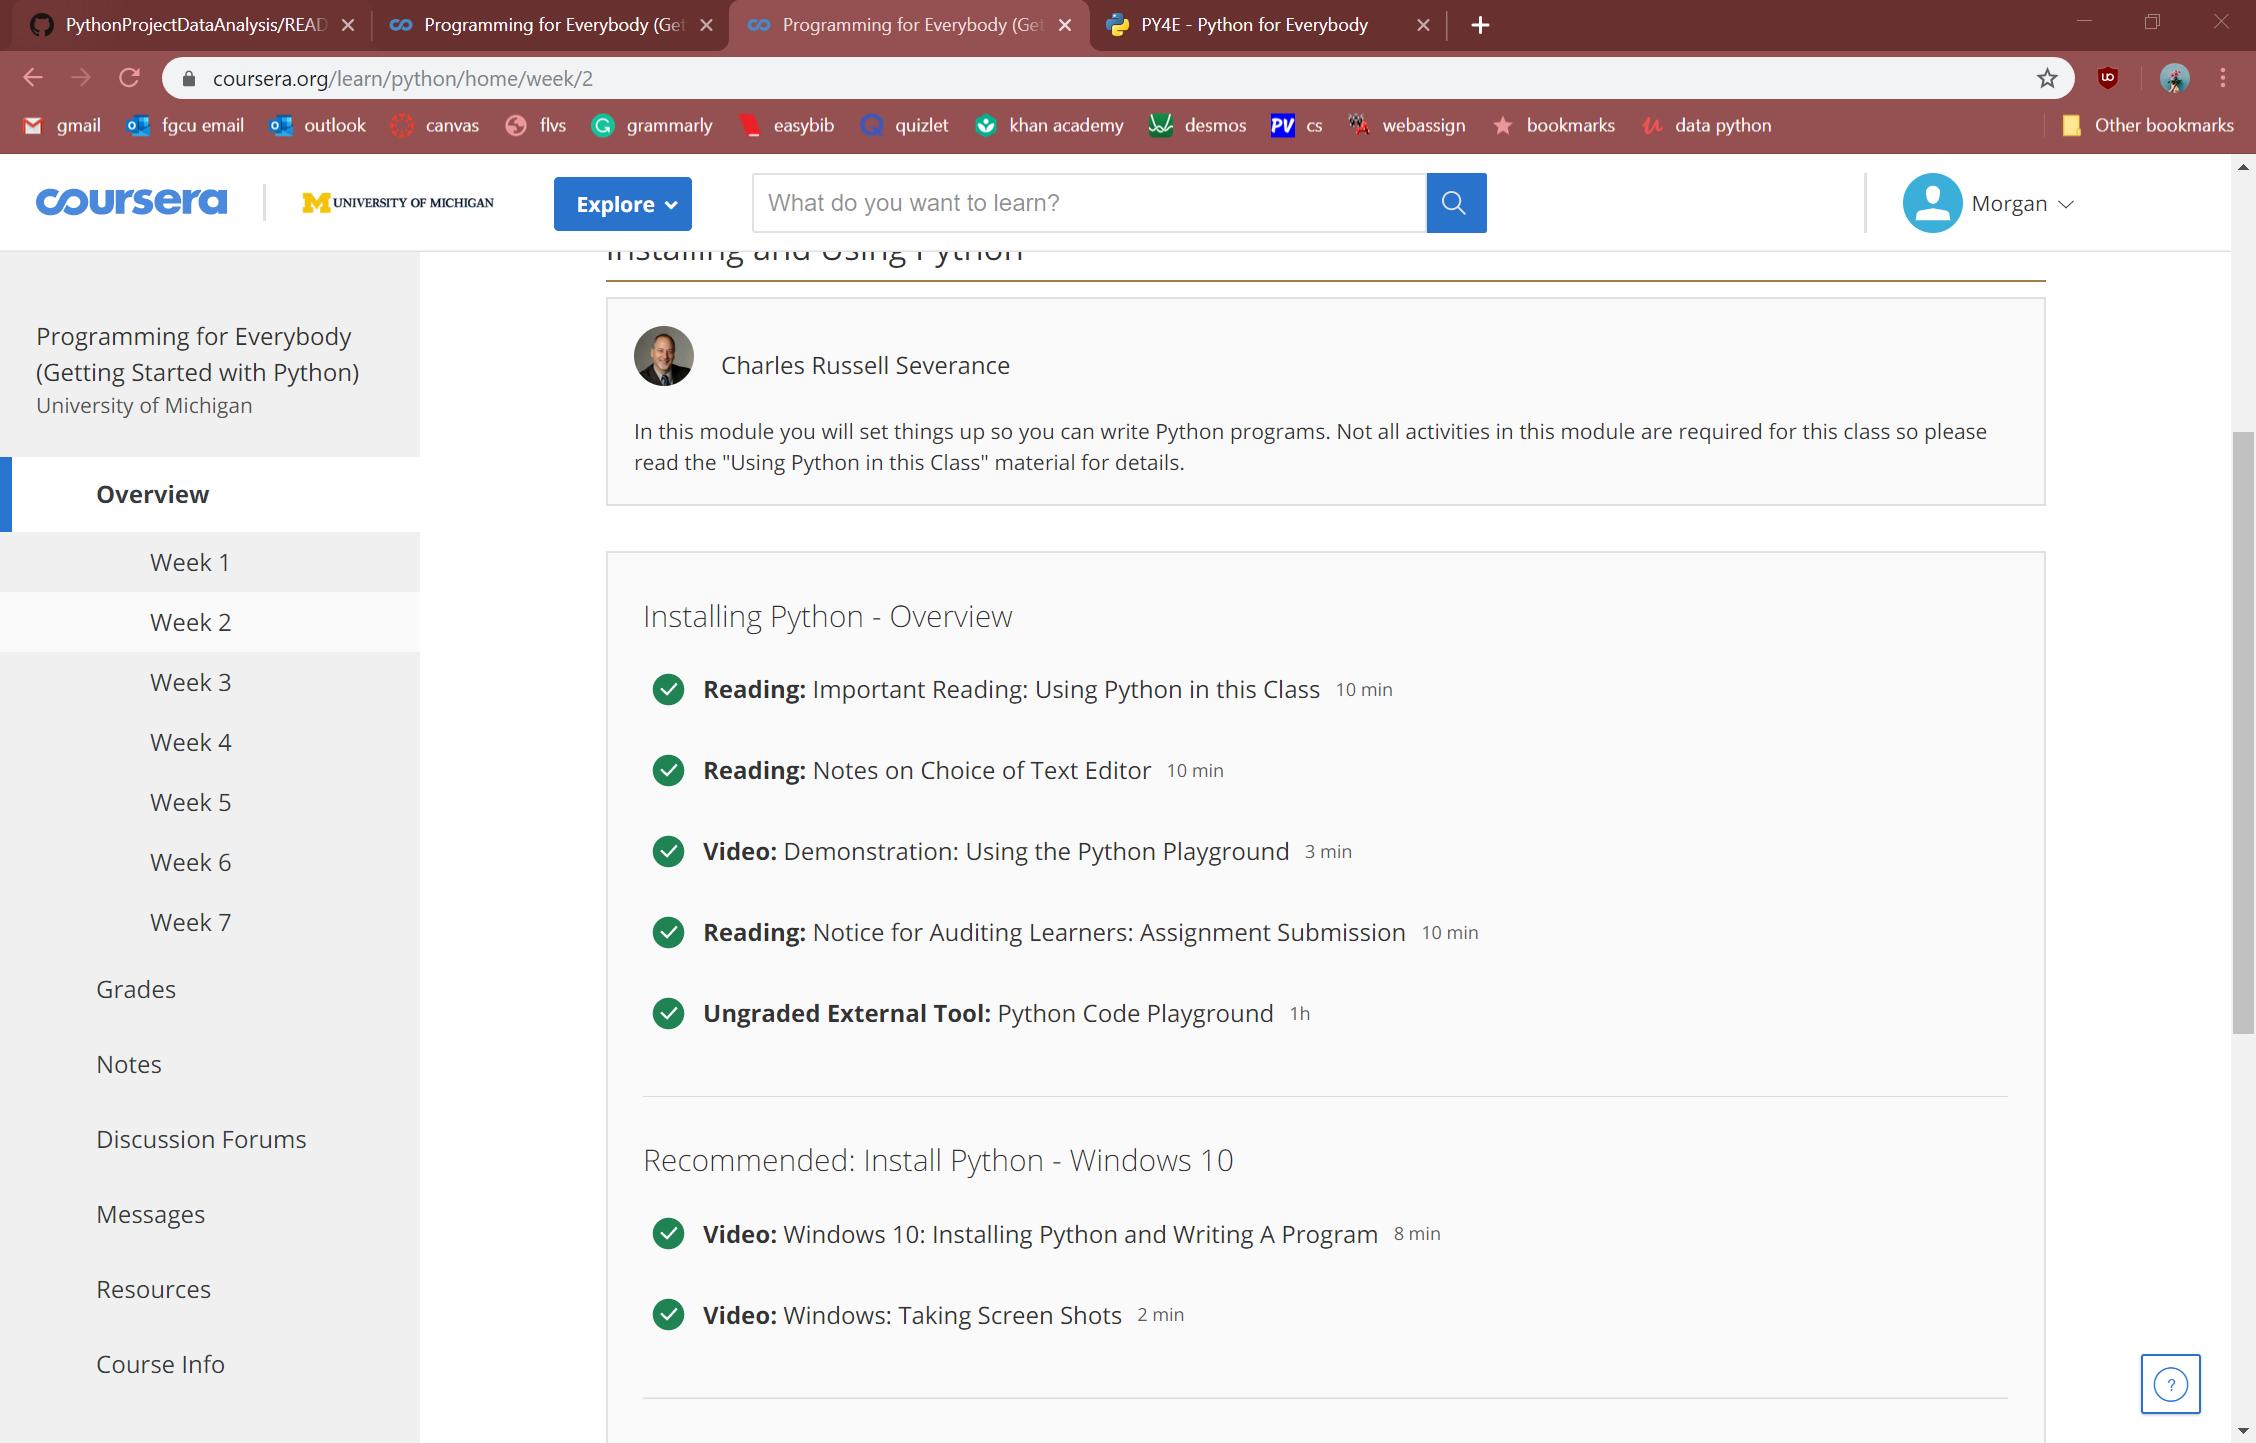 PythonProjectDataAnalysis/READ
Programming for Everybody (Get
Programming for Everybody (Get
PY4E - Python for Everybody
coursera.org/learn/python/home/week/2
gmail fgcu email outlook canvas flvs grammarly easybib quizlet khan academy desmos PV cs webassign bookmarks data python Other bookmarks
coursera M UNIVERSITY OF MICHIGAN Explore What do you want to learn? Morgan
Installing and Using Python
Programming for Everybody
(Getting Started with Python)
University of Michigan
Overview
Week 1
Week 2
Week 3
Week 4
Week 5
Week 6
Week 7
Grades
Notes
Discussion Forums
Messages
Resources
Course Info
Charles Russell Severance
In this module you will set things up so you can write Python programs. Not all activities in this module are required for this class so please
read the "Using Python in this Class" material for details.
Installing Python - Overview
Reading: Important Reading: Using Python in this Class 10 min
Reading: Notes on Choice of Text Editor 10 min
Video: Demonstration: Using the Python Playground 3 min
Reading: Notice for Auditing Learners: Assignment Submission 10 min
Ungraded External Tool: Python Code Playground 1h
Recommended: Install Python - Windows 10
Video: Windows 10: Installing Python and Writing A Program 8 min
Video: Windows: Taking Screen Shots 2 min
?